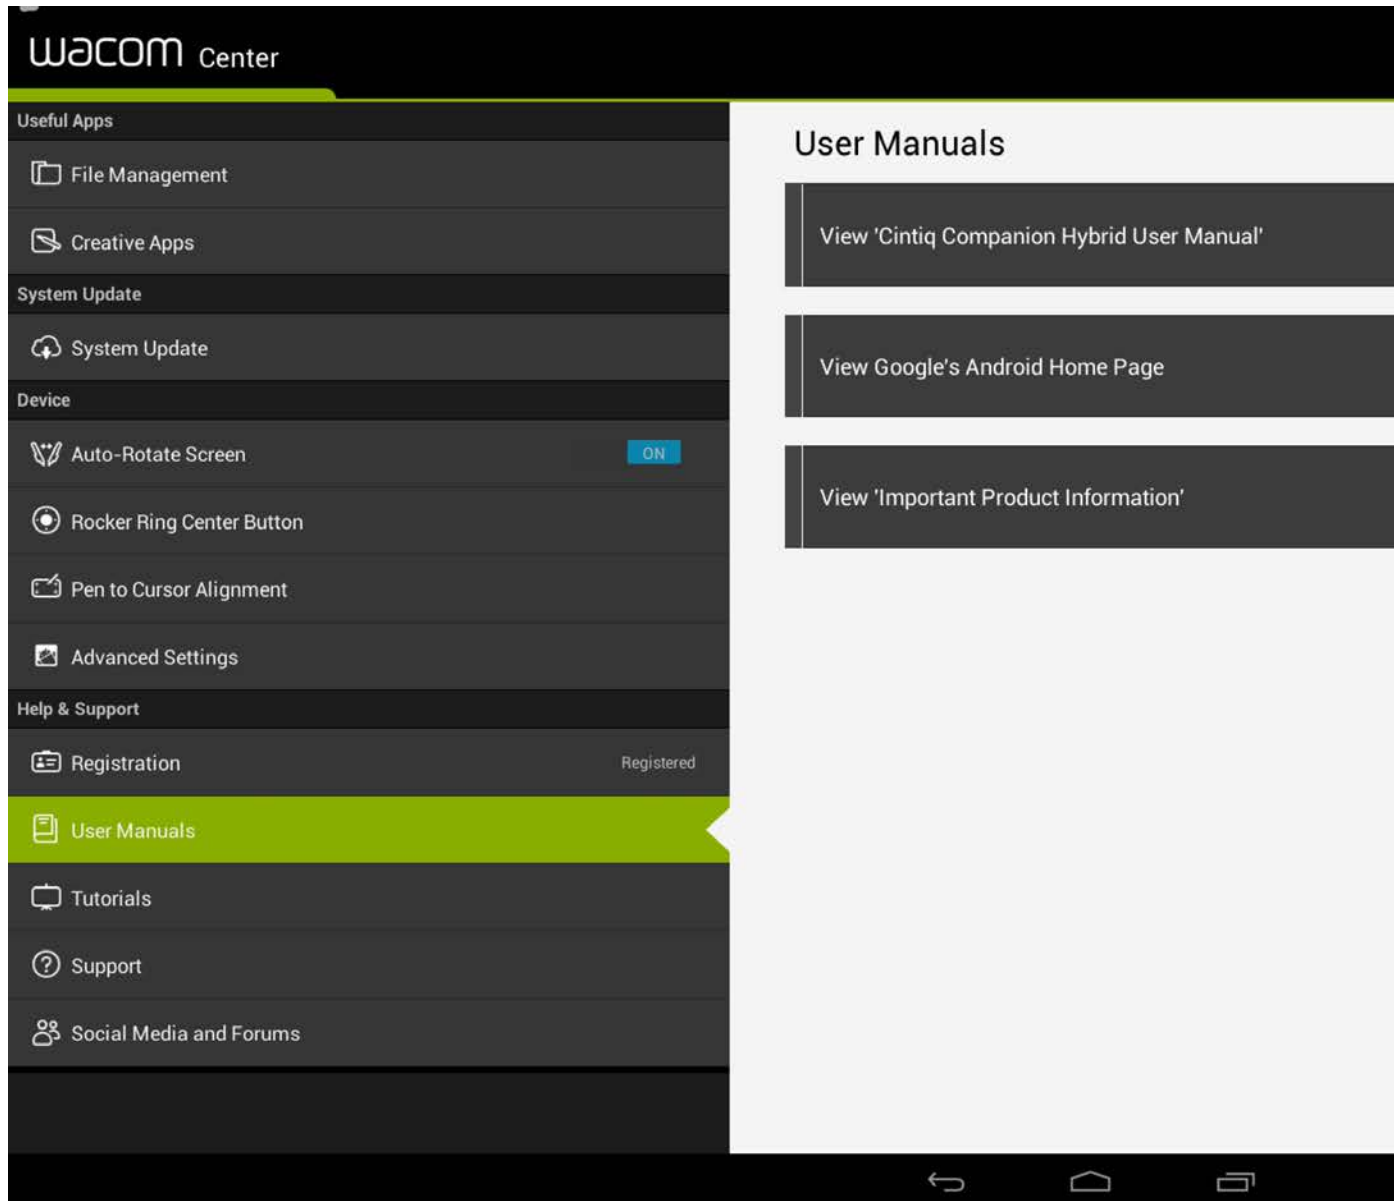 wacom Center
Useful Apps
File Management
Creative Apps
System Update
System Update
Device
Auto-Rotate Screen ON
Rocker Ring Center Button
Pen to Cursor Alignment
Advanced Settings
Help & Support
Registration Registered
User Manuals
Tutorials
Support
Social Media and Forums
User Manuals
View 'Cintiq Companion Hybrid User Manual'
View Google's Android Home Page
View 'Important Product Information'